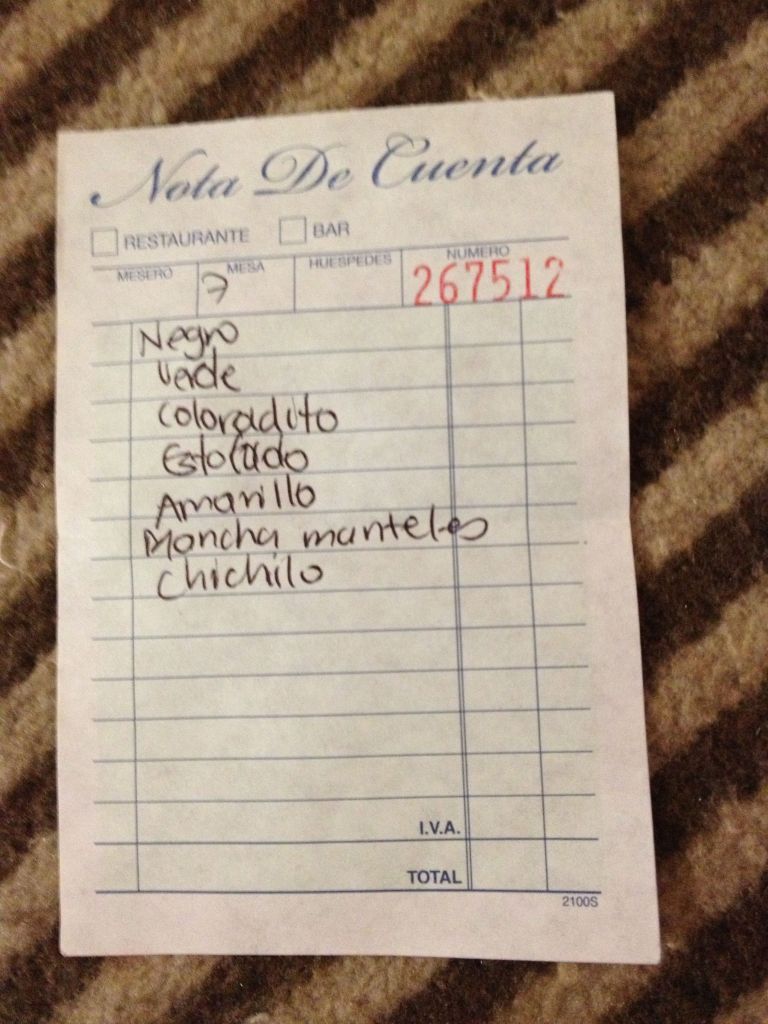 Nota De Cuenta
RESTAURANTE BAR
MESERO MESA HUESPEDES NUMERO
7 267512
Negro
Verde
Coloradito
Estofado
Amarillo
Mancha manteles
Chichilo
I.V.A.
TOTAL
2100S